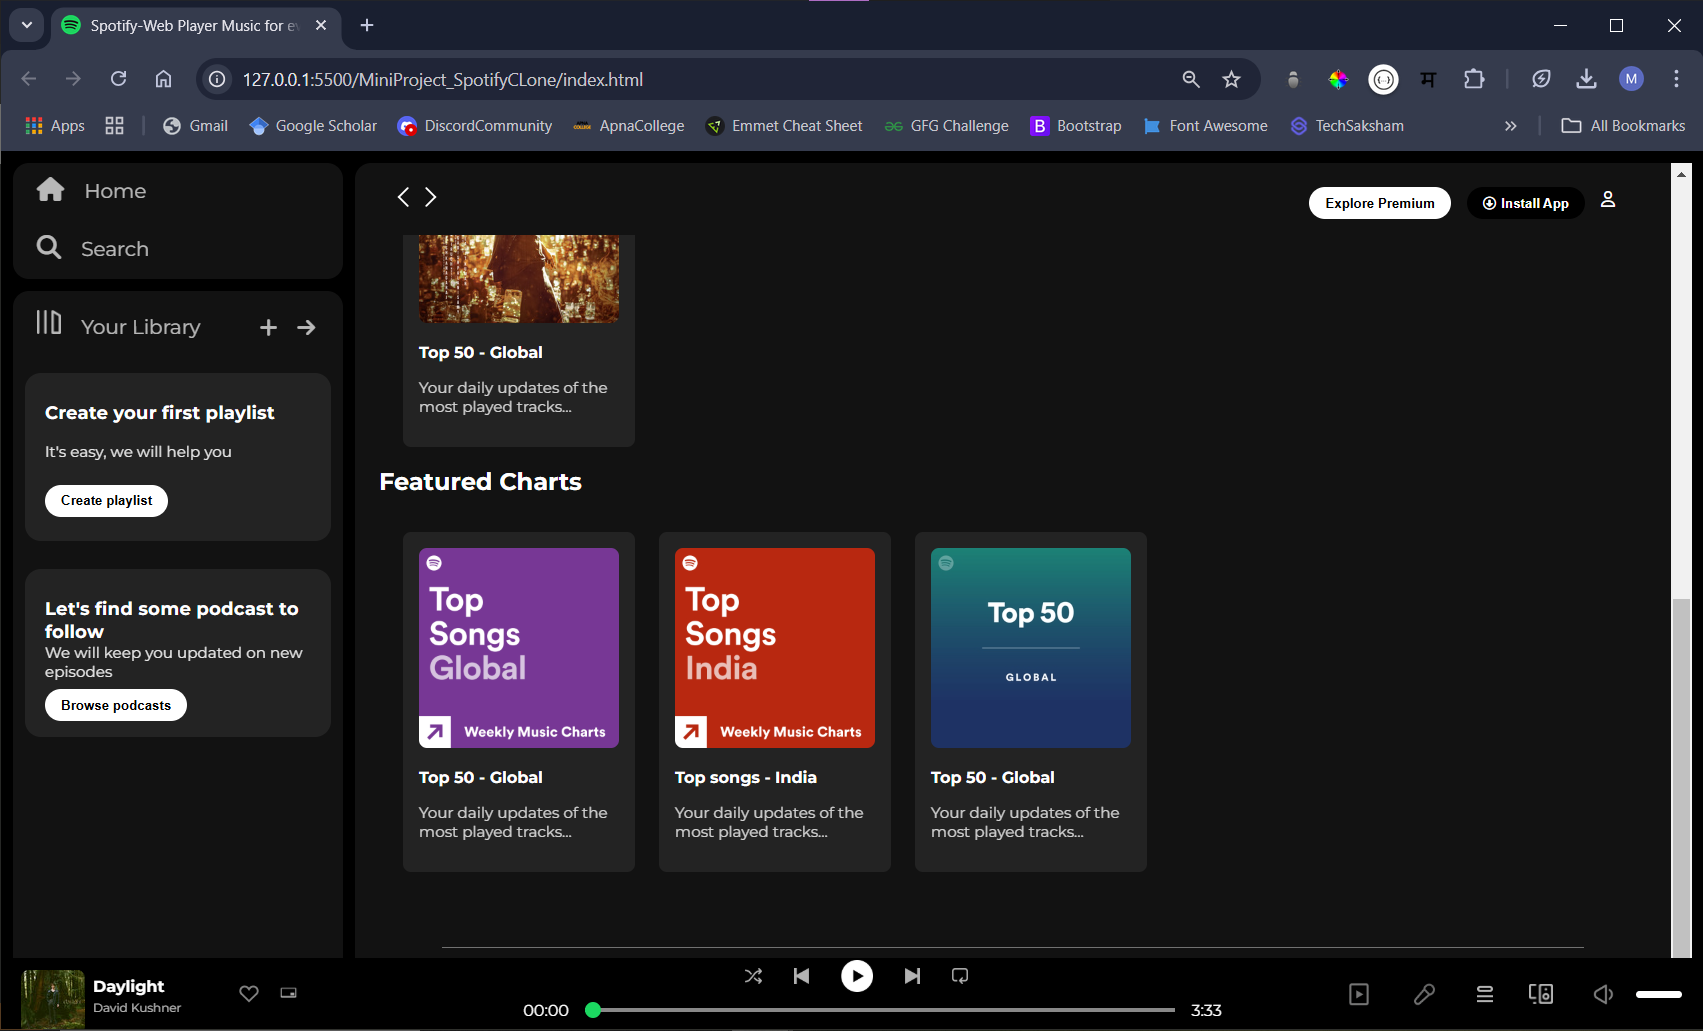 Spotify-Web Player Music for ev
127.0.0.1:5500/MiniProject_SpotifyCLone/index.html
M
Apps
Gmail
Google Scholar
DiscordCommunity
ApnaCollege
Emmet Cheat Sheet
GFG Challenge
B
Bootstrap
Font Awesome
TechSaksham
All Bookmarks
Home
Search
Your Library
Create your first playlist
It's easy, we will help you
Create playlist
Let's find some podcast to
follow
We will keep you updated on new
episodes
Browse podcasts
Explore Premium
Install App
Top 50 - Global
Your daily updates of the
most played tracks...
Featured Charts
Top
Songs
Global
Weekly Music Charts
Top 50 - Global
Your daily updates of the
most played tracks...
Top
Songs
India
Weekly Music Charts
Top songs - India
Your daily updates of the
most played tracks...
Top 50
GLOBAL
Top 50 - Global
Your daily updates of the
most played tracks...
Daylight
David Kushner
00:00
3:33